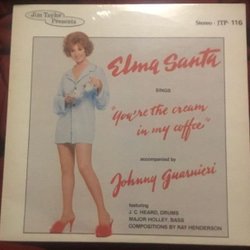 Jim Taylor
Presents
Stereo - JTP- 116
Elma Santa
SINGS
"You're the cream
in my coffee"
accompanied by
Johnny Guarnieri
featuring
J C HEARD, DRUMS
MAJOR HOLLEY, BASS
COMPOSITIONS BY RAY HENDERSON